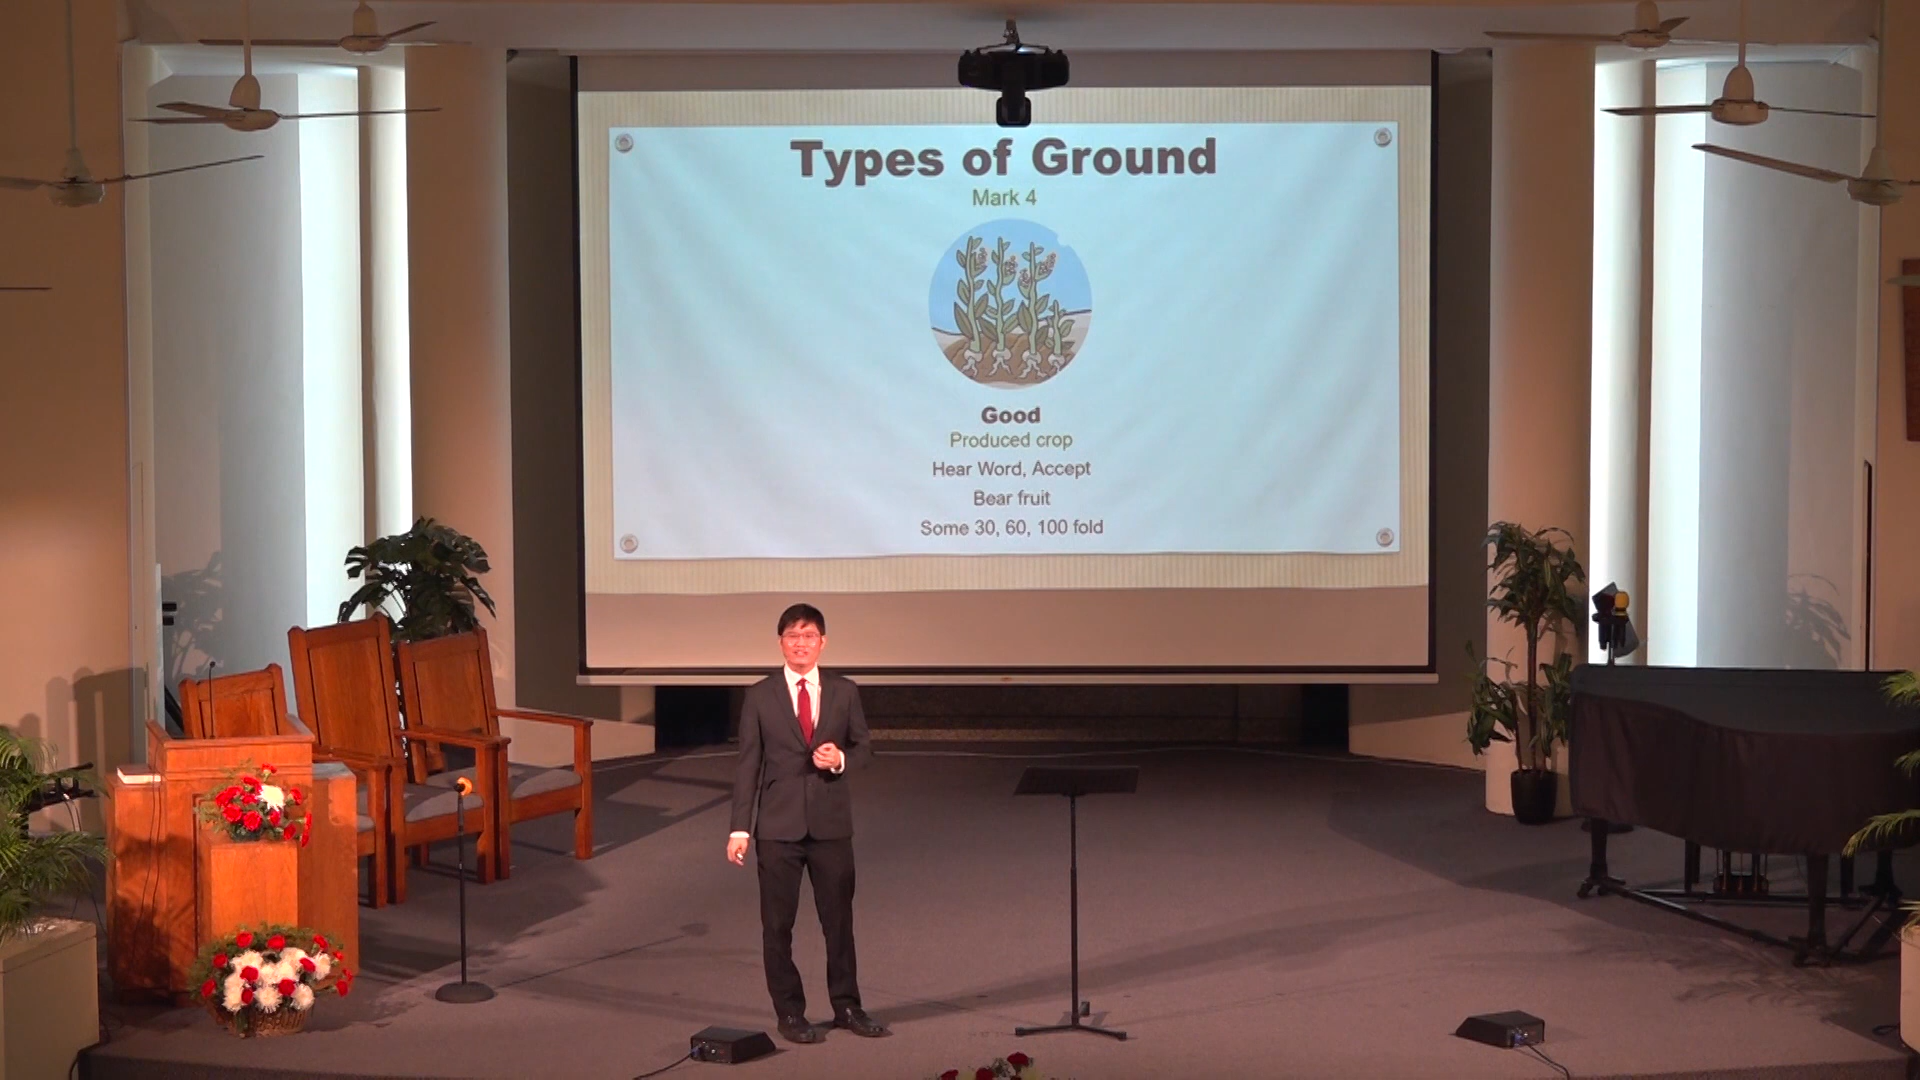 Types of Ground
Mark 4
Good
Produced crop
Hear Word, Accept
Bear fruit
Some 30, 60, 100 fold